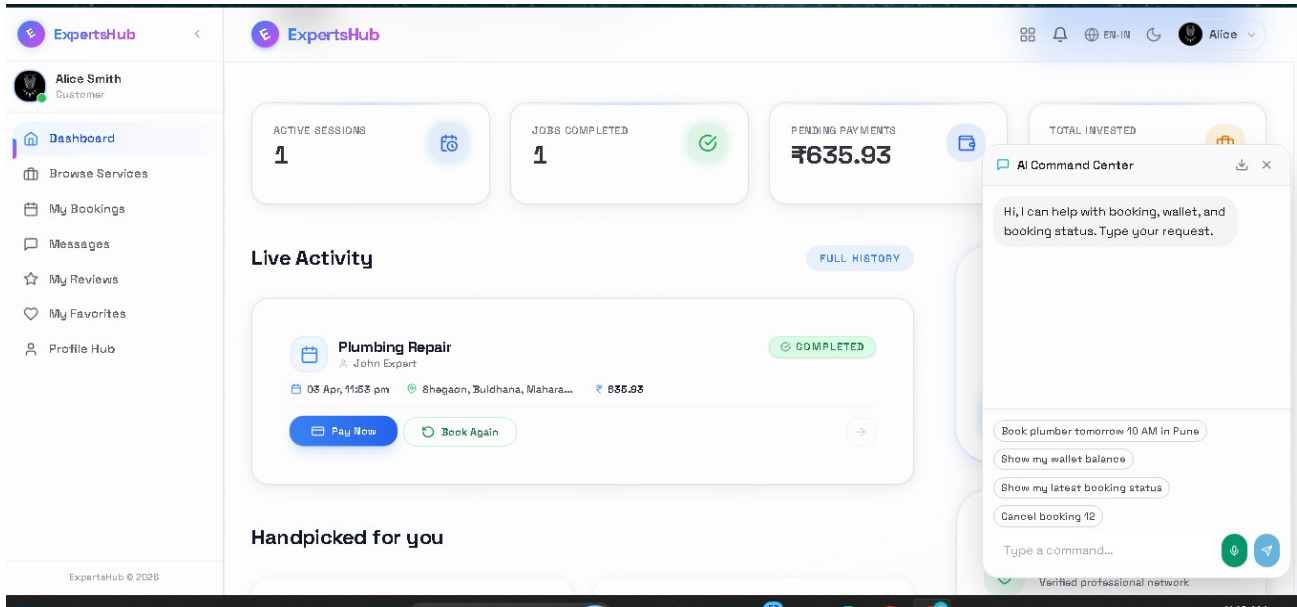 ExpertsHub
ExpertsHub
EN-IN
Alice
Alice Smith
Customer
Dashboard
Browse Services
My Bookings
Messages
My Reviews
My Favorites
Profile Hub
ExpertsHub © 2026
ACTIVE SESSIONS
1
JOBS COMPLETED
1
PENDING PAYMENTS
₹635.93
TOTAL INVESTED
Live Activity
FULL HISTORY
Plumbing Repair
John Expert
COMPLETED
03 Apr, 11:53 pm
Shegaon, Buldhana, Mahara...
₹ 635.93
Pay Now
Book Again
Handpicked for you
AI Command Center
Hi, I can help with booking, wallet, and
booking status. Type your request.
Book plumber tomorrow 10 AM in Pune
Show my wallet balance
Show my latest booking status
Cancel booking 12
Type a command...
Verified professional network